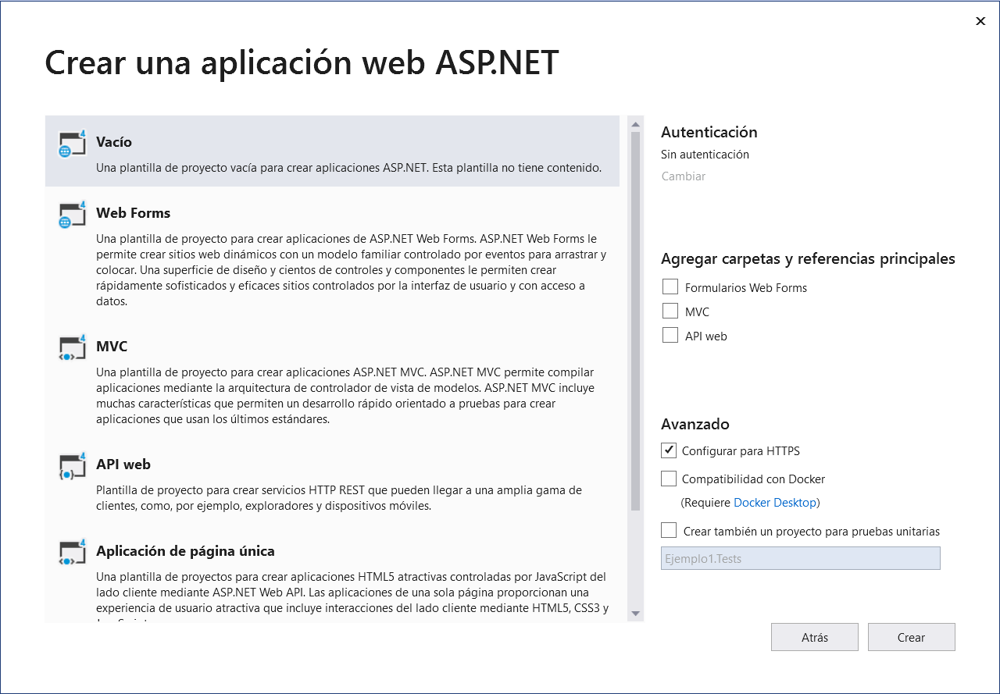 Crear una aplicación web ASP.NET
Vacío
Una plantilla de proyecto vacía para crear aplicaciones ASP.NET. Esta plantilla no tiene contenido.
Web Forms
Una plantilla de proyecto para crear aplicaciones de ASP.NET Web Forms. ASP.NET Web Forms le
permite crear sitios web dinámicos con un modelo familiar controlado por eventos para arrastrar y
colocar. Una superficie de diseño y cientos de controles y componentes le permiten crear
rápidamente sofisticados y eficaces sitios controlados por la interfaz de usuario y con acceso a
datos.
MVC
Una plantilla de proyecto para crear aplicaciones ASP.NET MVC. ASP.NET MVC permite compilar
aplicaciones mediante la arquitectura de controlador de vista de modelos. ASP.NET MVC incluye
muchas características que permiten un desarrollo rápido orientado a pruebas para crear
aplicaciones que usan los últimos estándares.
API web
Plantilla de proyecto para crear servicios HTTP REST que pueden llegar a una amplia gama de
clientes, como, por ejemplo, exploradores y dispositivos móviles.
Aplicación de página única
Una plantilla de proyectos para crear aplicaciones HTML5 atractivas controladas por JavaScript del
lado cliente mediante ASP.NET Web API. Las aplicaciones de una sola página proporcionan una
experiencia de usuario atractiva que incluye interacciones del lado cliente mediante HTML5, CSS3 y
Autenticación
Sin autenticación
Cambiar
Agregar carpetas y referencias principales
Formularios Web Forms
MVC
API web
Avanzado
Configurar para HTTPS
Compatibilidad con Docker
(Requiere Docker Desktop)
Crear también un proyecto para pruebas unitarias
Ejemplo1.Tests
Atrás
Crear